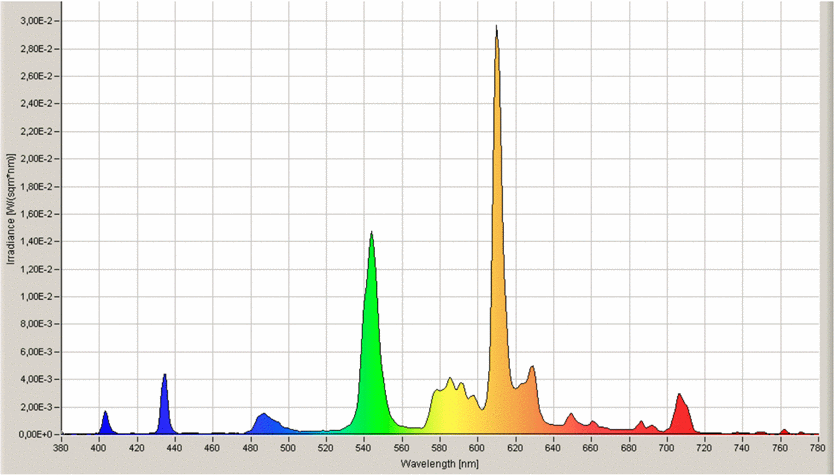 3,00E-2
2,80E-2
2,60E-2
2,40E-2
2,20E-2
2,00E-2
1,80E-2
1,60E-2
1,40E-2
1,20E-2
1,00E-2
8,00E-3
6,00E-3
4,00E-3
2,00E-3
0,00E+0
Irradiance [W/(sqm*nm)]
380 400 420 440 460 480 500 520 540 560 580 600 620 640 660 680 700 720 740 760 780
Wavelength [nm]